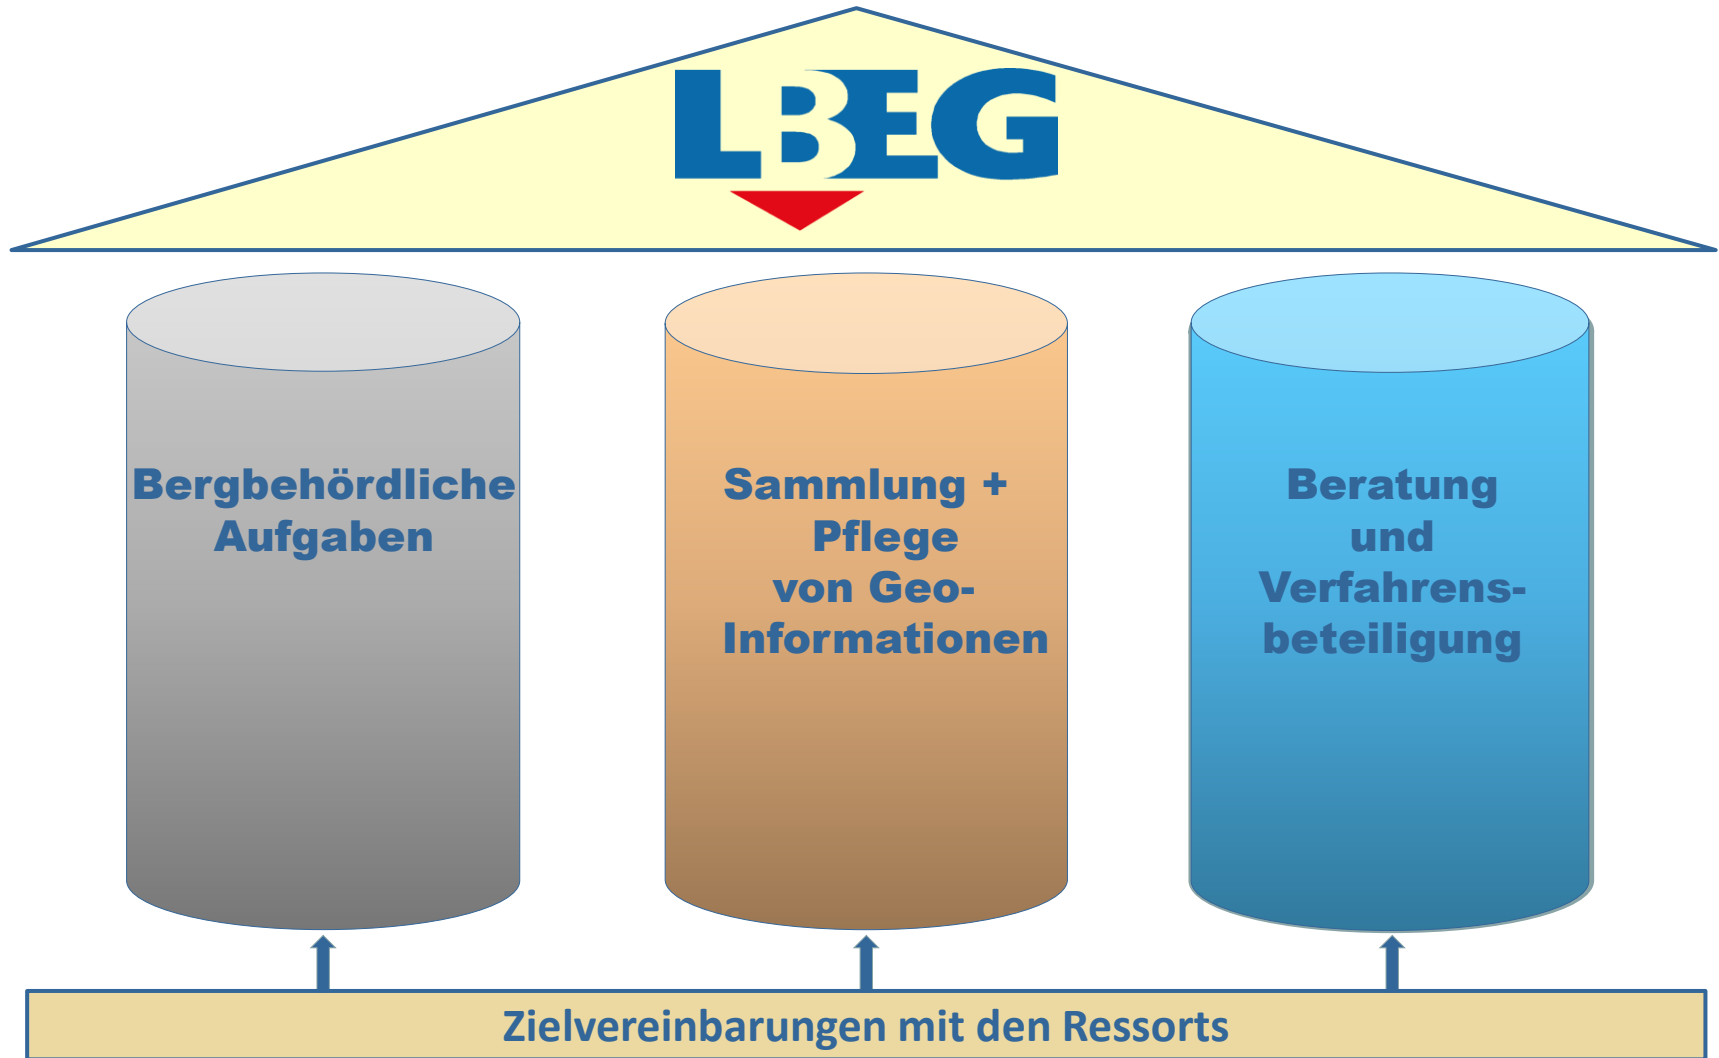 LBEG
Bergbehördliche
Aufgaben
Sammlung +
Pflege
von Geo-
Informationen
Beratung
und
Verfahrens-
beteiligung
Zielvereinbarungen mit den Ressorts